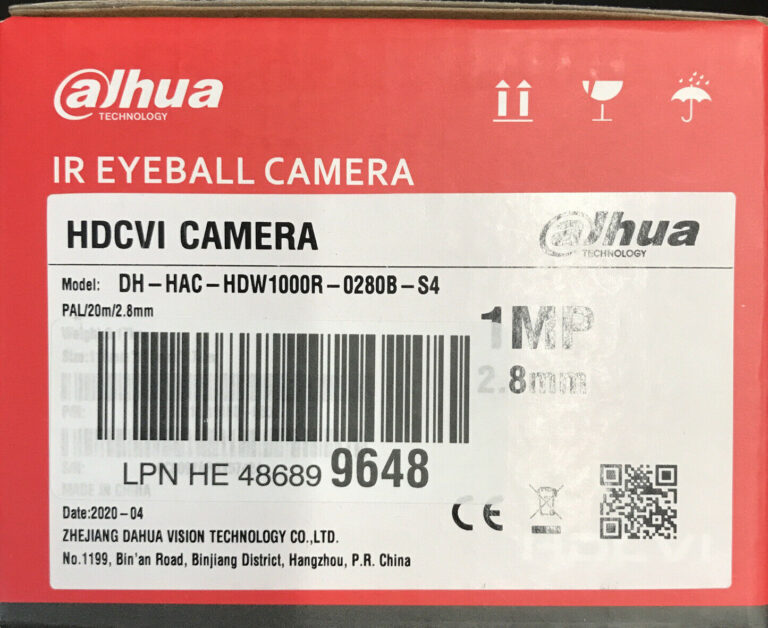 alhua
TECHNOLOGY
IR EYEBALL CAMERA
HDCVI CAMERA
alhua
TECHNOLOGY
Model: DH-HAC-HDW1000R-0280B-S4
PAL/20m/2.8mm
1MP
2.8mm
LPN HE 48689 9648
MADE IN CHINA
CE
Date:2020-04
ZHEJIANG DAHUA VISION TECHNOLOGY CO.,LTD.
No.1199, Bin'an Road, Binjiang District, Hangzhou, P.R. China
HDCVI